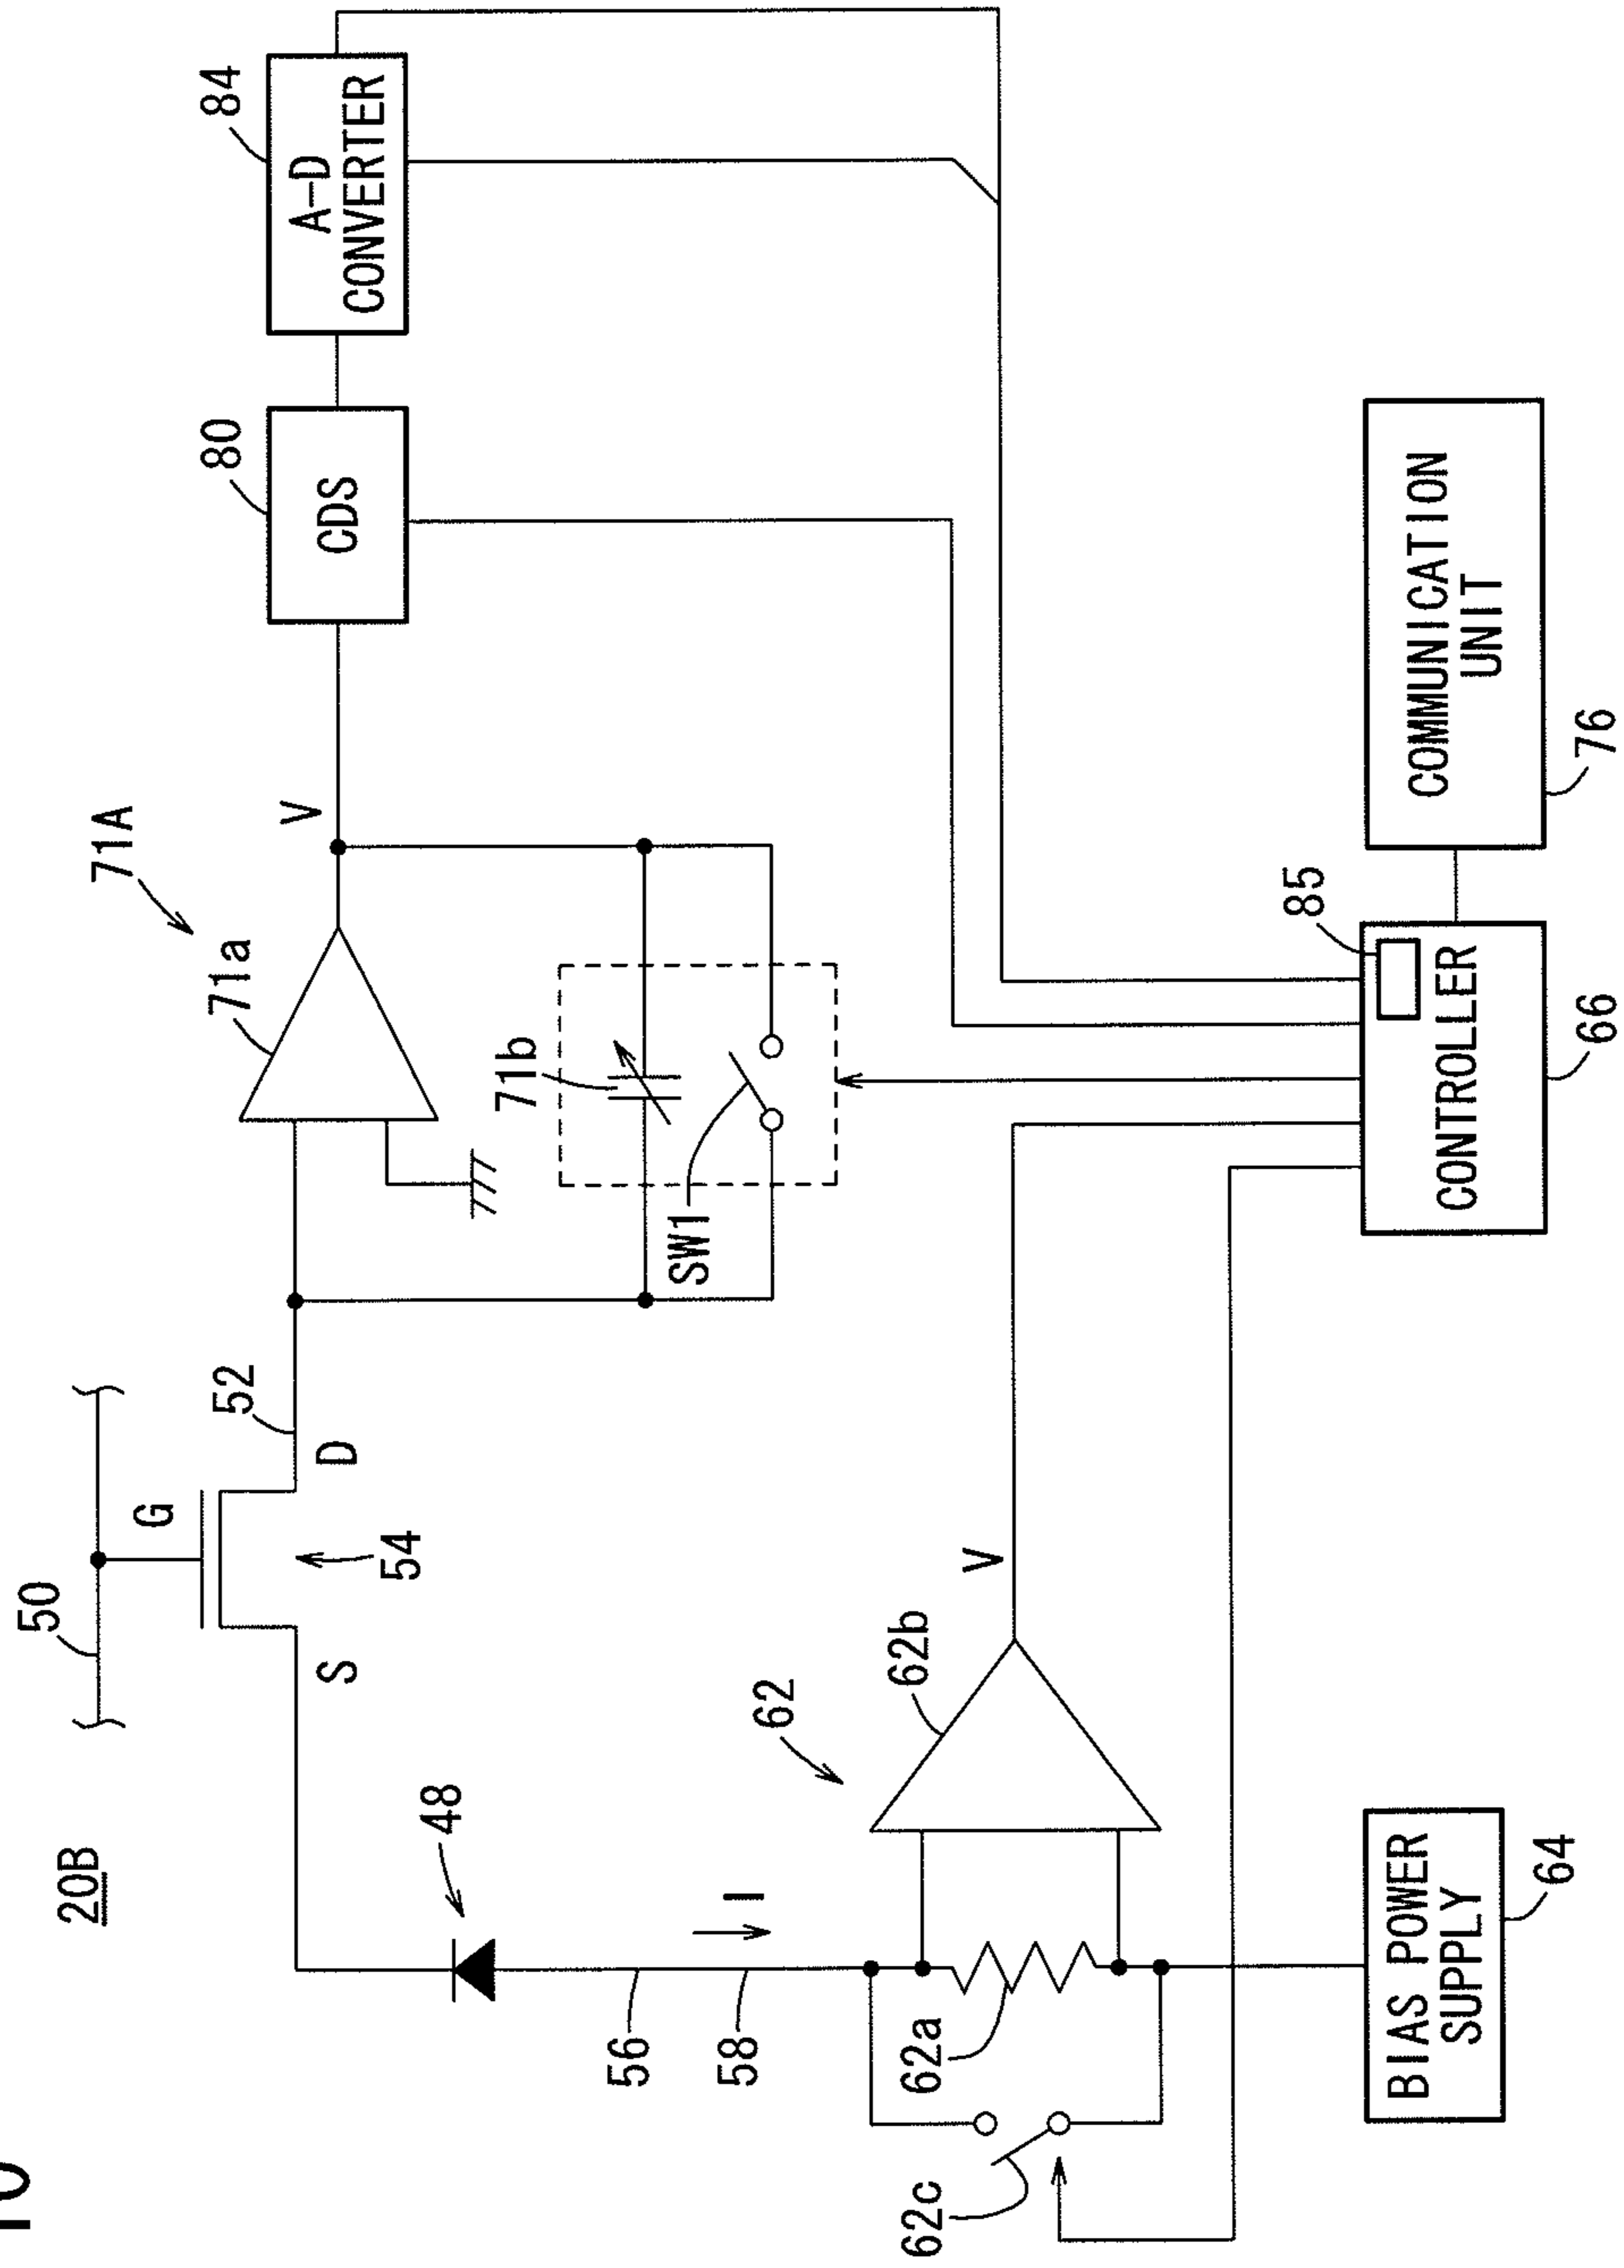 20B
50
G
S
D
54
52
71A
71a
V
80
CDS
84
A-D
CONVERTER
48
71b
SW1
56
58
I
62
62a
62b
62c
V
85
BIAS POWER
SUPPLY
64
CONTROLLER
66
COMMUNICATION
UNIT
76